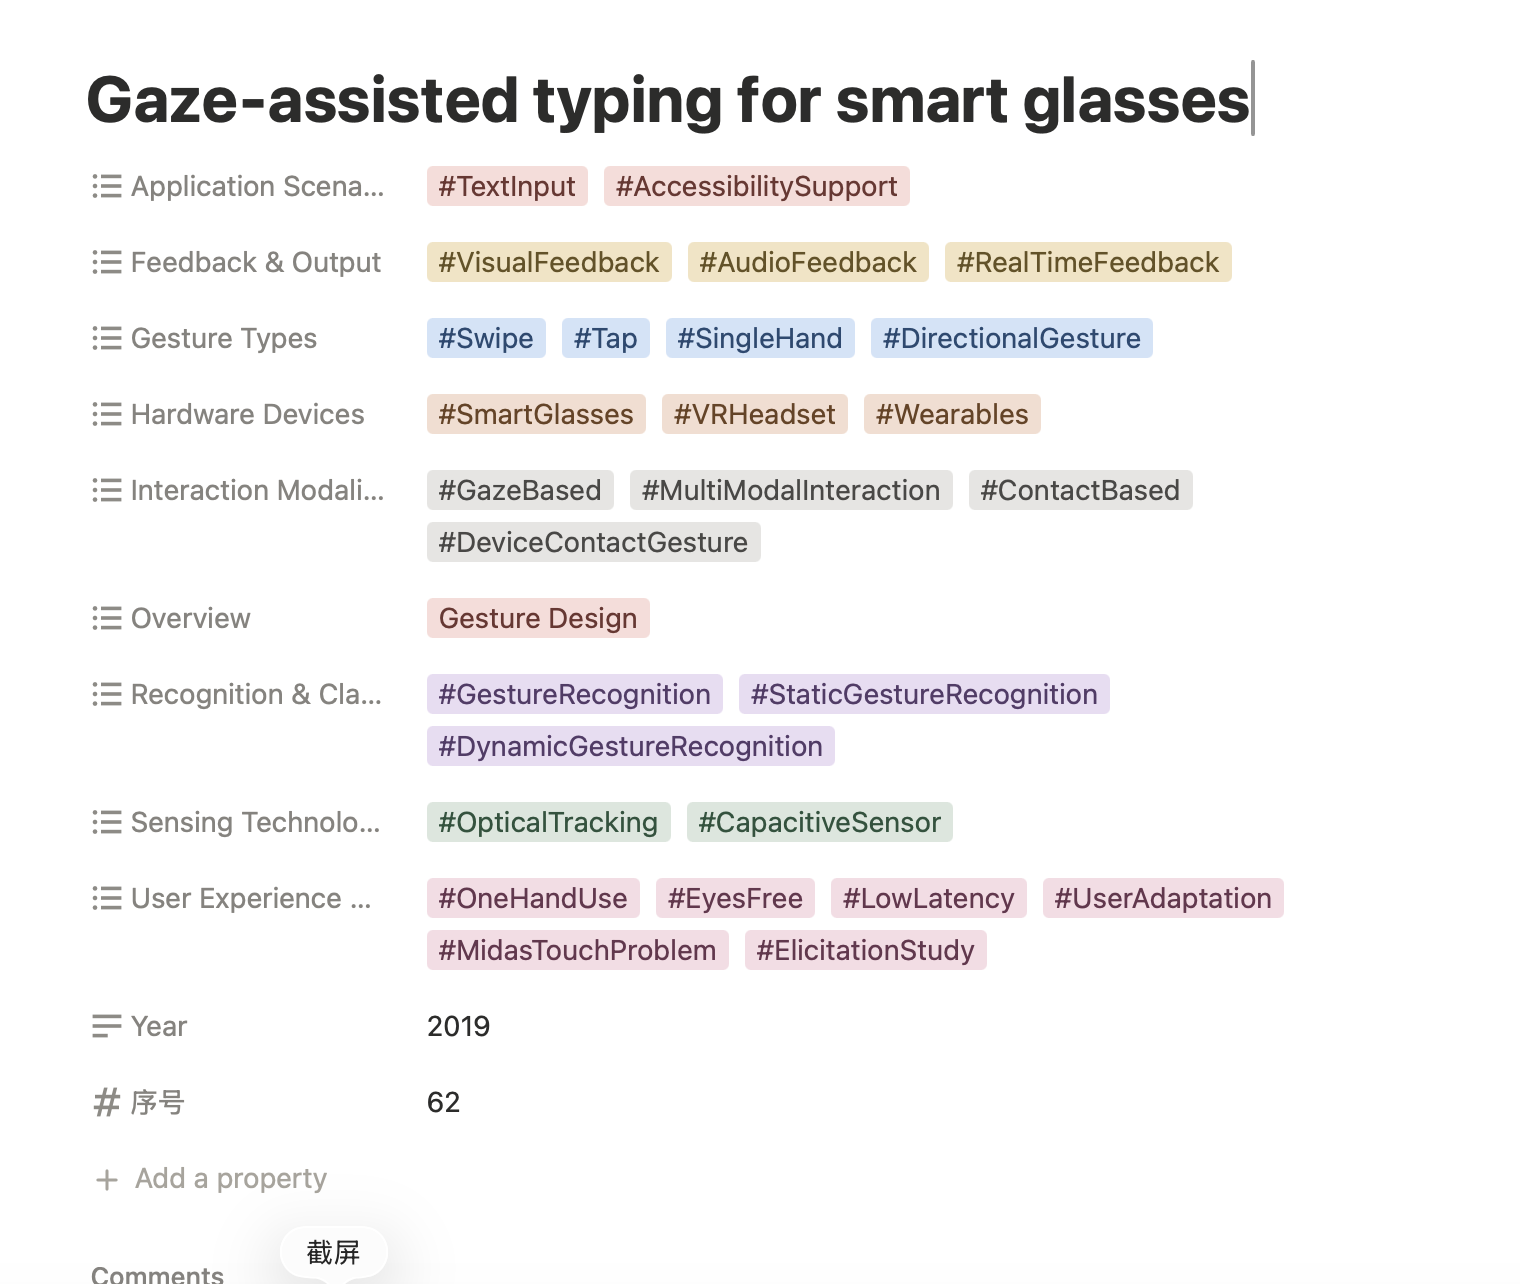 Gaze-assisted typing for smart glasses
Application Scena... #TextInput #AccessibilitySupport
Feedback & Output #VisualFeedback #AudioFeedback #RealTimeFeedback
Gesture Types #Swipe #Tap #SingleHand #DirectionalGesture
Hardware Devices #SmartGlasses #VRHeadset #Wearables
Interaction Modali... #GazeBased #MultiModalInteraction #ContactBased
#DeviceContactGesture
Overview Gesture Design
Recognition & Cla... #GestureRecognition #StaticGestureRecognition
#DynamicGestureRecognition
Sensing Technolo... #OpticalTracking #CapacitiveSensor
User Experience ... #OneHandUse #EyesFree #LowLatency #UserAdaptation
#MidasTouchProblem #ElicitationStudy
Year 2019
# 序号 62
+ Add a property
截屏
Comments